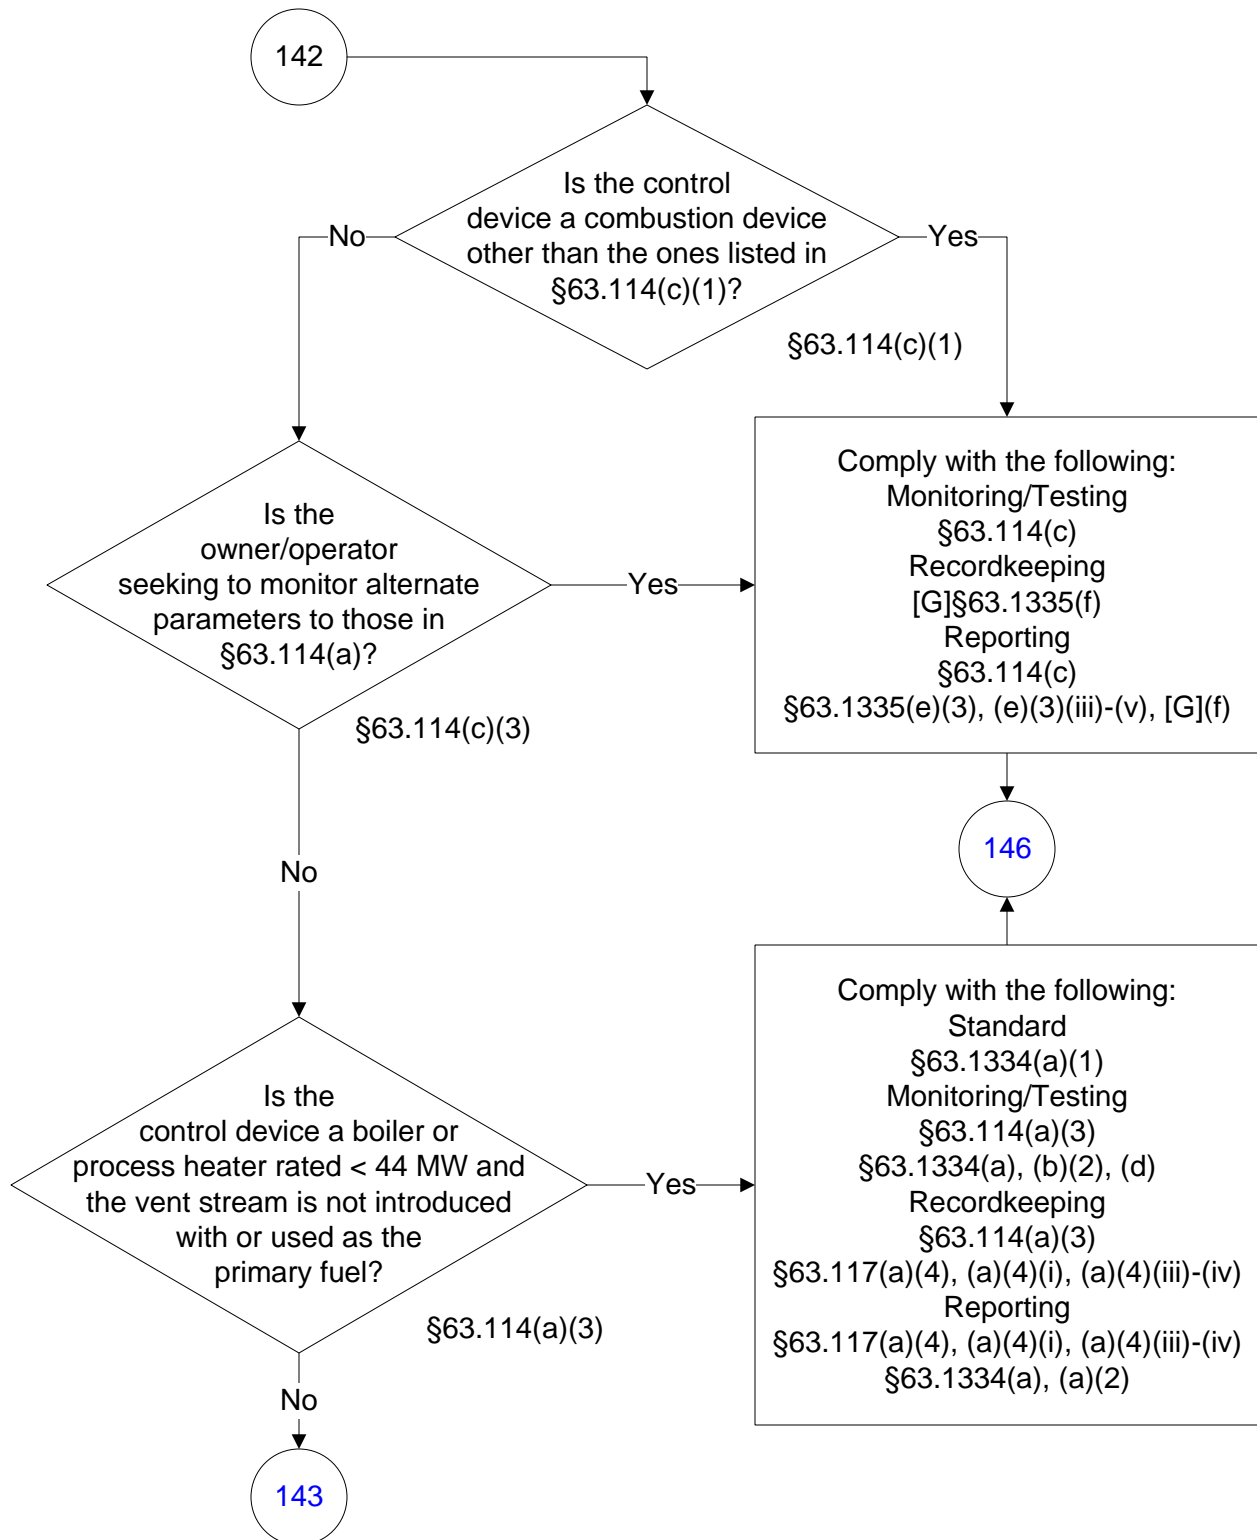 142
Is the control
device a combustion device
other than the ones listed in
§63.114(c)(1)?
No
Yes
§63.114(c)(1)
Is the
owner/operator
seeking to monitor alternate
parameters to those in
§63.114(a)?
Yes
§63.114(c)(3)
Comply with the following:
Monitoring/Testing
§63.114(c)
Recordkeeping
[G]§63.1335(f)
Reporting
§63.114(c)
§63.1335(e)(3), (e)(3)(iii)-(v), [G](f)
146
No
Is the
control device a boiler or
process heater rated < 44 MW and
the vent stream is not introduced
with or used as the
primary fuel?
Yes
§63.114(a)(3)
Comply with the following:
Standard
§63.1334(a)(1)
Monitoring/Testing
§63.114(a)(3)
§63.1334(a), (b)(2), (d)
Recordkeeping
§63.114(a)(3)
§63.117(a)(4), (a)(4)(i), (a)(4)(iii)-(iv)
Reporting
§63.117(a)(4), (a)(4)(i), (a)(4)(iii)-(iv)
§63.1334(a), (a)(2)
No
143